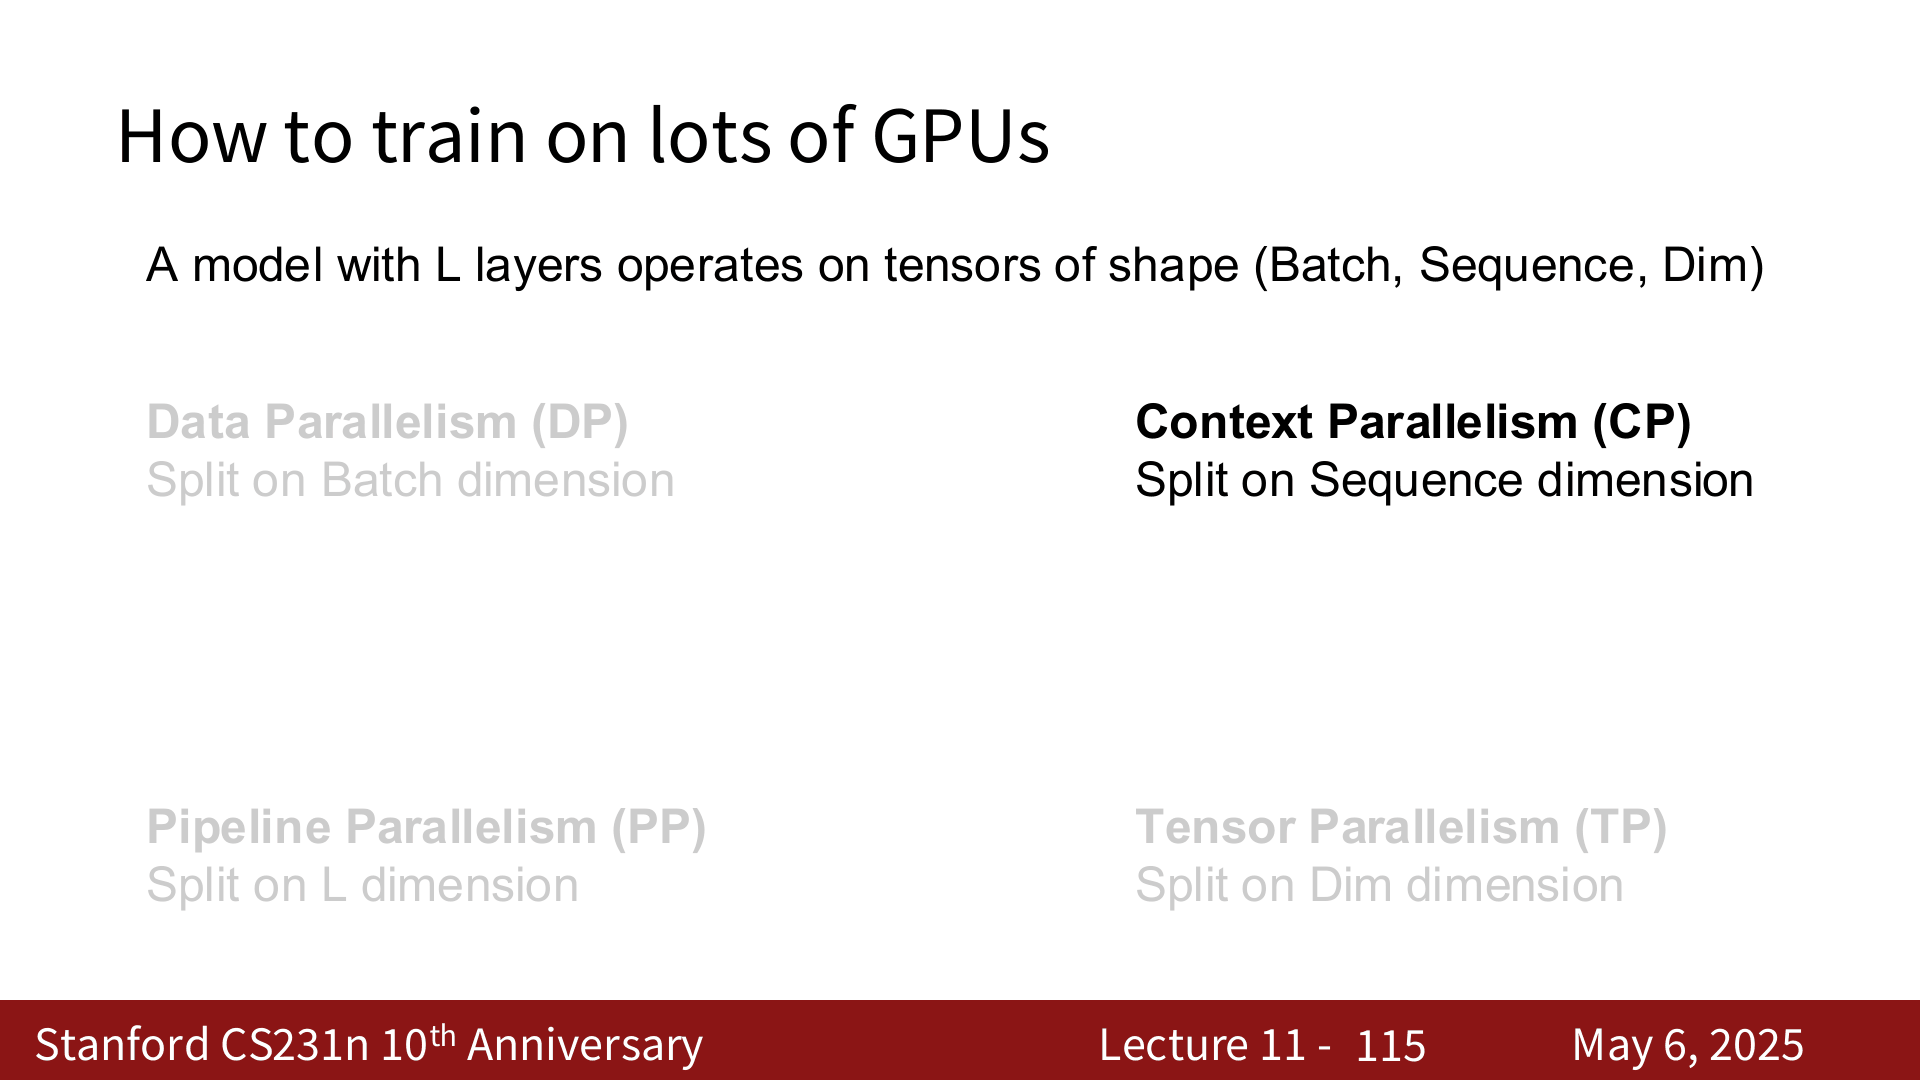 How to train on lots of GPUs
A model with L layers operates on tensors of shape (Batch, Sequence, Dim)
Data Parallelism (DP)
Split on Batch dimension
Context Parallelism (CP)
Split on Sequence dimension
Pipeline Parallelism (PP)
Split on L dimension
Tensor Parallelism (TP)
Split on Dim dimension
Stanford CS231n 10th Anniversary
Lecture 11 - 115
May 6, 2025